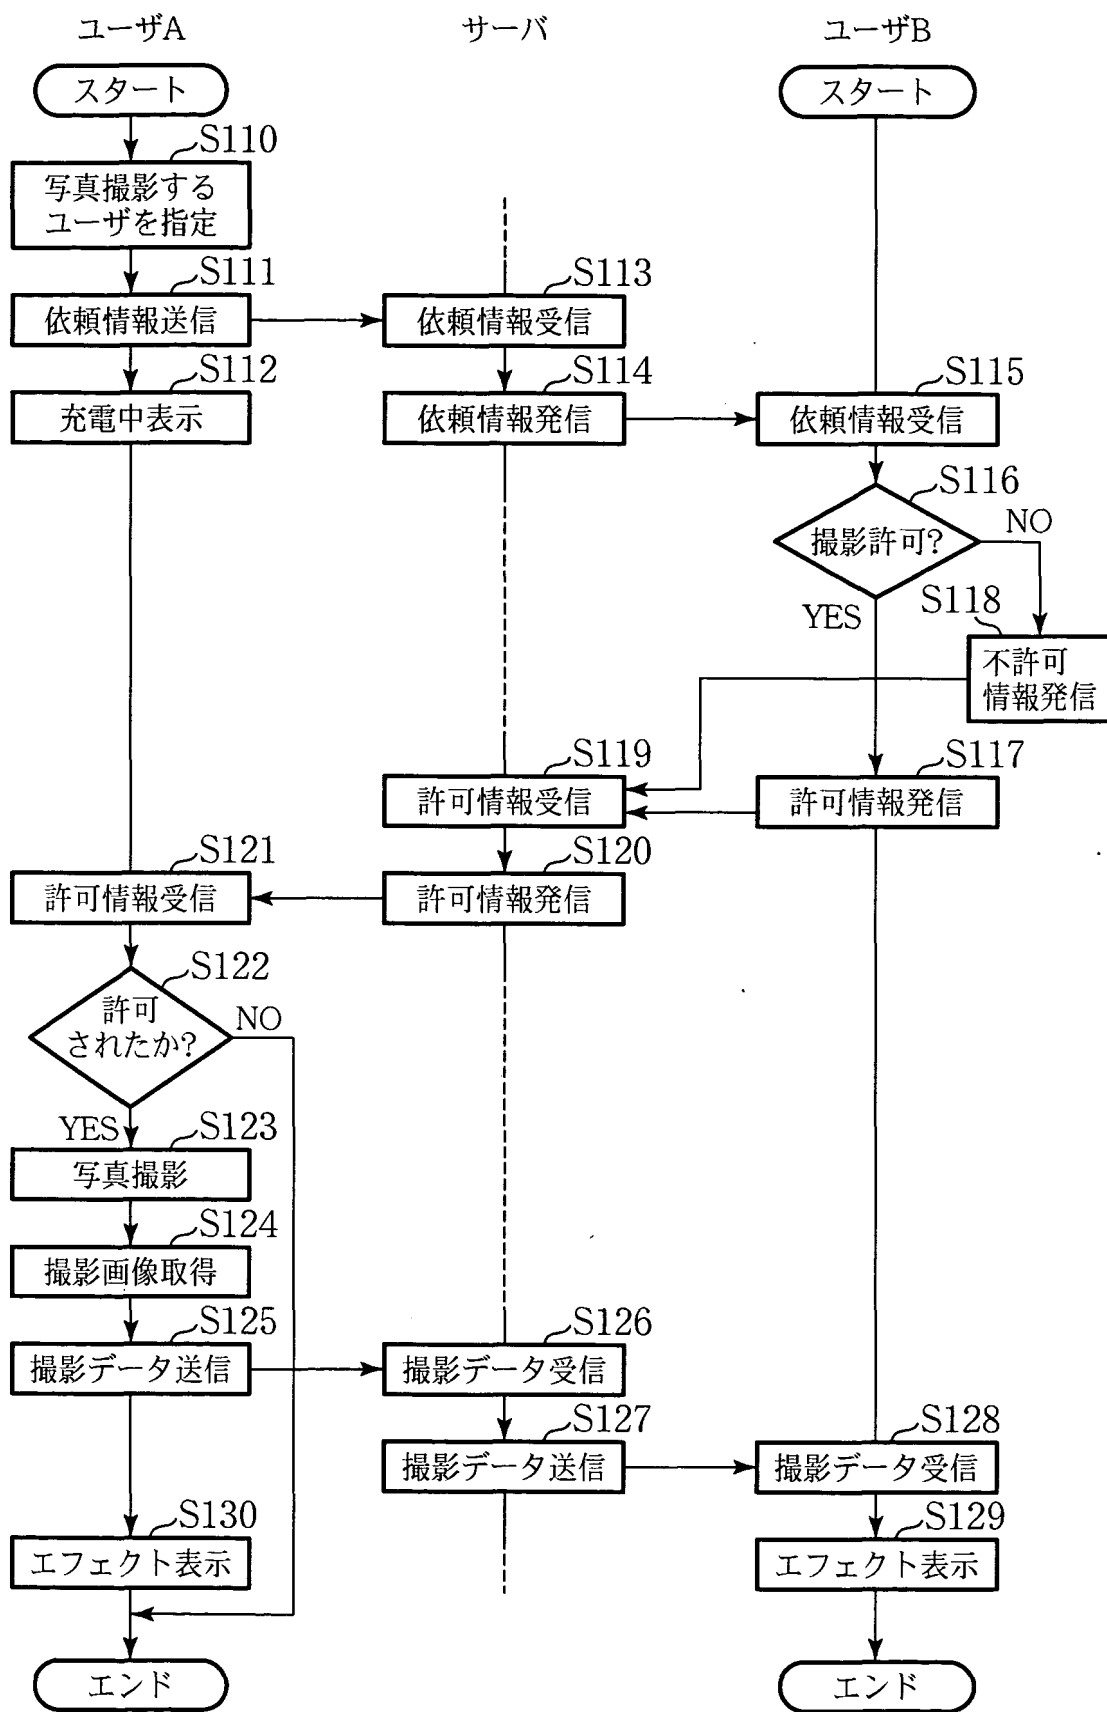 ユーザA
サーバ
ユーザB
スタート
スタート
S110
写真撮影する
ユーザを指定
S111
依頼情報送信
S113
依頼情報受信
S112
充電中表示
S114
依頼情報発信
S115
依頼情報受信
S116
撮影許可?
NO
YES
S118
不許可
情報発信
S119
許可情報受信
S117
許可情報発信
S121
許可情報受信
S120
許可情報発信
S122
許可
されたか?
NO
YES
S123
写真撮影
S124
撮影画像取得
S125
撮影データ送信
S126
撮影データ受信
S127
撮影データ送信
S128
撮影データ受信
S130
エフェクト表示
S129
エフェクト表示
エンド
エンド